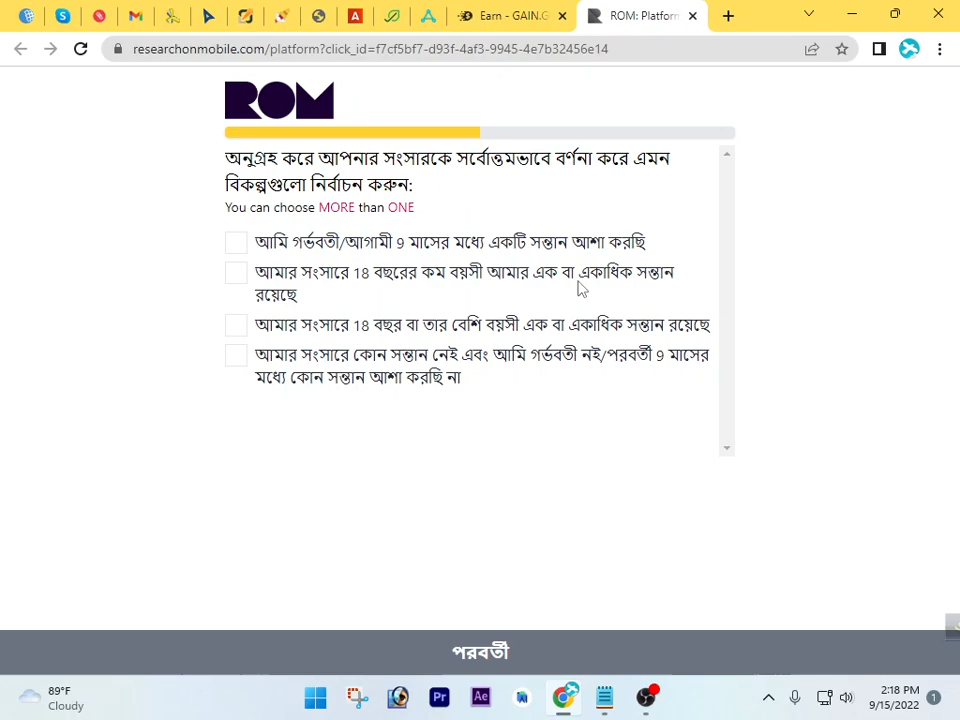 Earn - GAIN.G
ROM: Platform
researchonmobile.com/platform?click_id=f7cf5bf7-d93f-4af3-9945-4e7b32456e14
ROM
অনুগ্রহ করে আপনার সংসারকে সর্বোত্তমভাবে বর্ণনা করে এমন
বিকল্পগুলো নির্বাচন করুন:
You can choose MORE than ONE
আমি গর্ভবতী/আগামী 9 মাসের মধ্যে একটি সন্তান আশা করছি
আমার সংসারে 18 বছরের কম বয়সী আমার এক বা একাধিক সন্তান
রয়েছে
আমার সংসারে 18 বছর বা তার বেশি বয়সী এক বা একাধিক সন্তান রয়েছে
আমার সংসারে কোন সন্তান নেই এবং আমি গর্ভবতী নই/পরবর্তী 9 মাসের
মধ্যে কোন সন্তান আশা করছি না
পরবর্তী
89°F
Cloudy
Pr
Ae
2:18 PM
9/15/2022
1